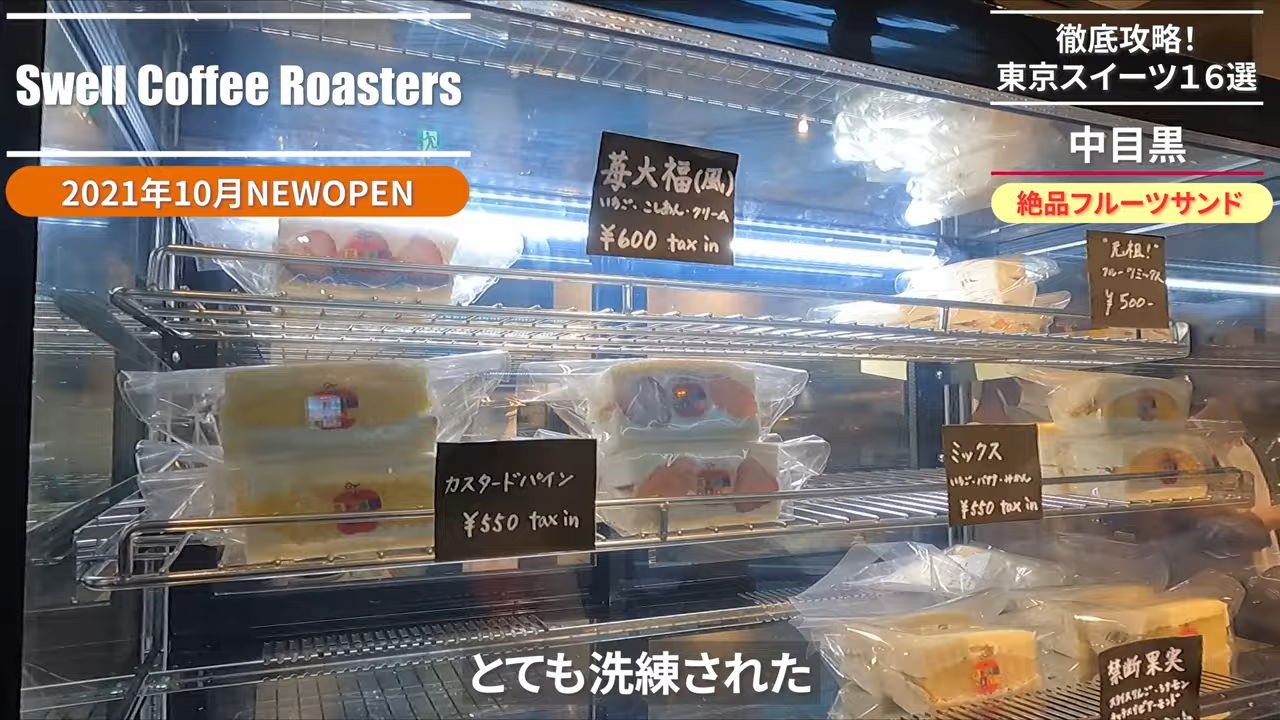 Swell Coffee Roasters
2021年10月NEWOPEN
徹底攻略！
東京スイーツ１６選
中目黒
絶品フルーツサンド
苺大福(風)
いちご・こしあん・クリーム
¥600 tax in
"元祖！"
フルーツミックス
¥500-
カスタードパイン
¥550 tax in
ミックス
いちご・バナナ・みかん
¥550 tax in
禁断果実
とても洗練された